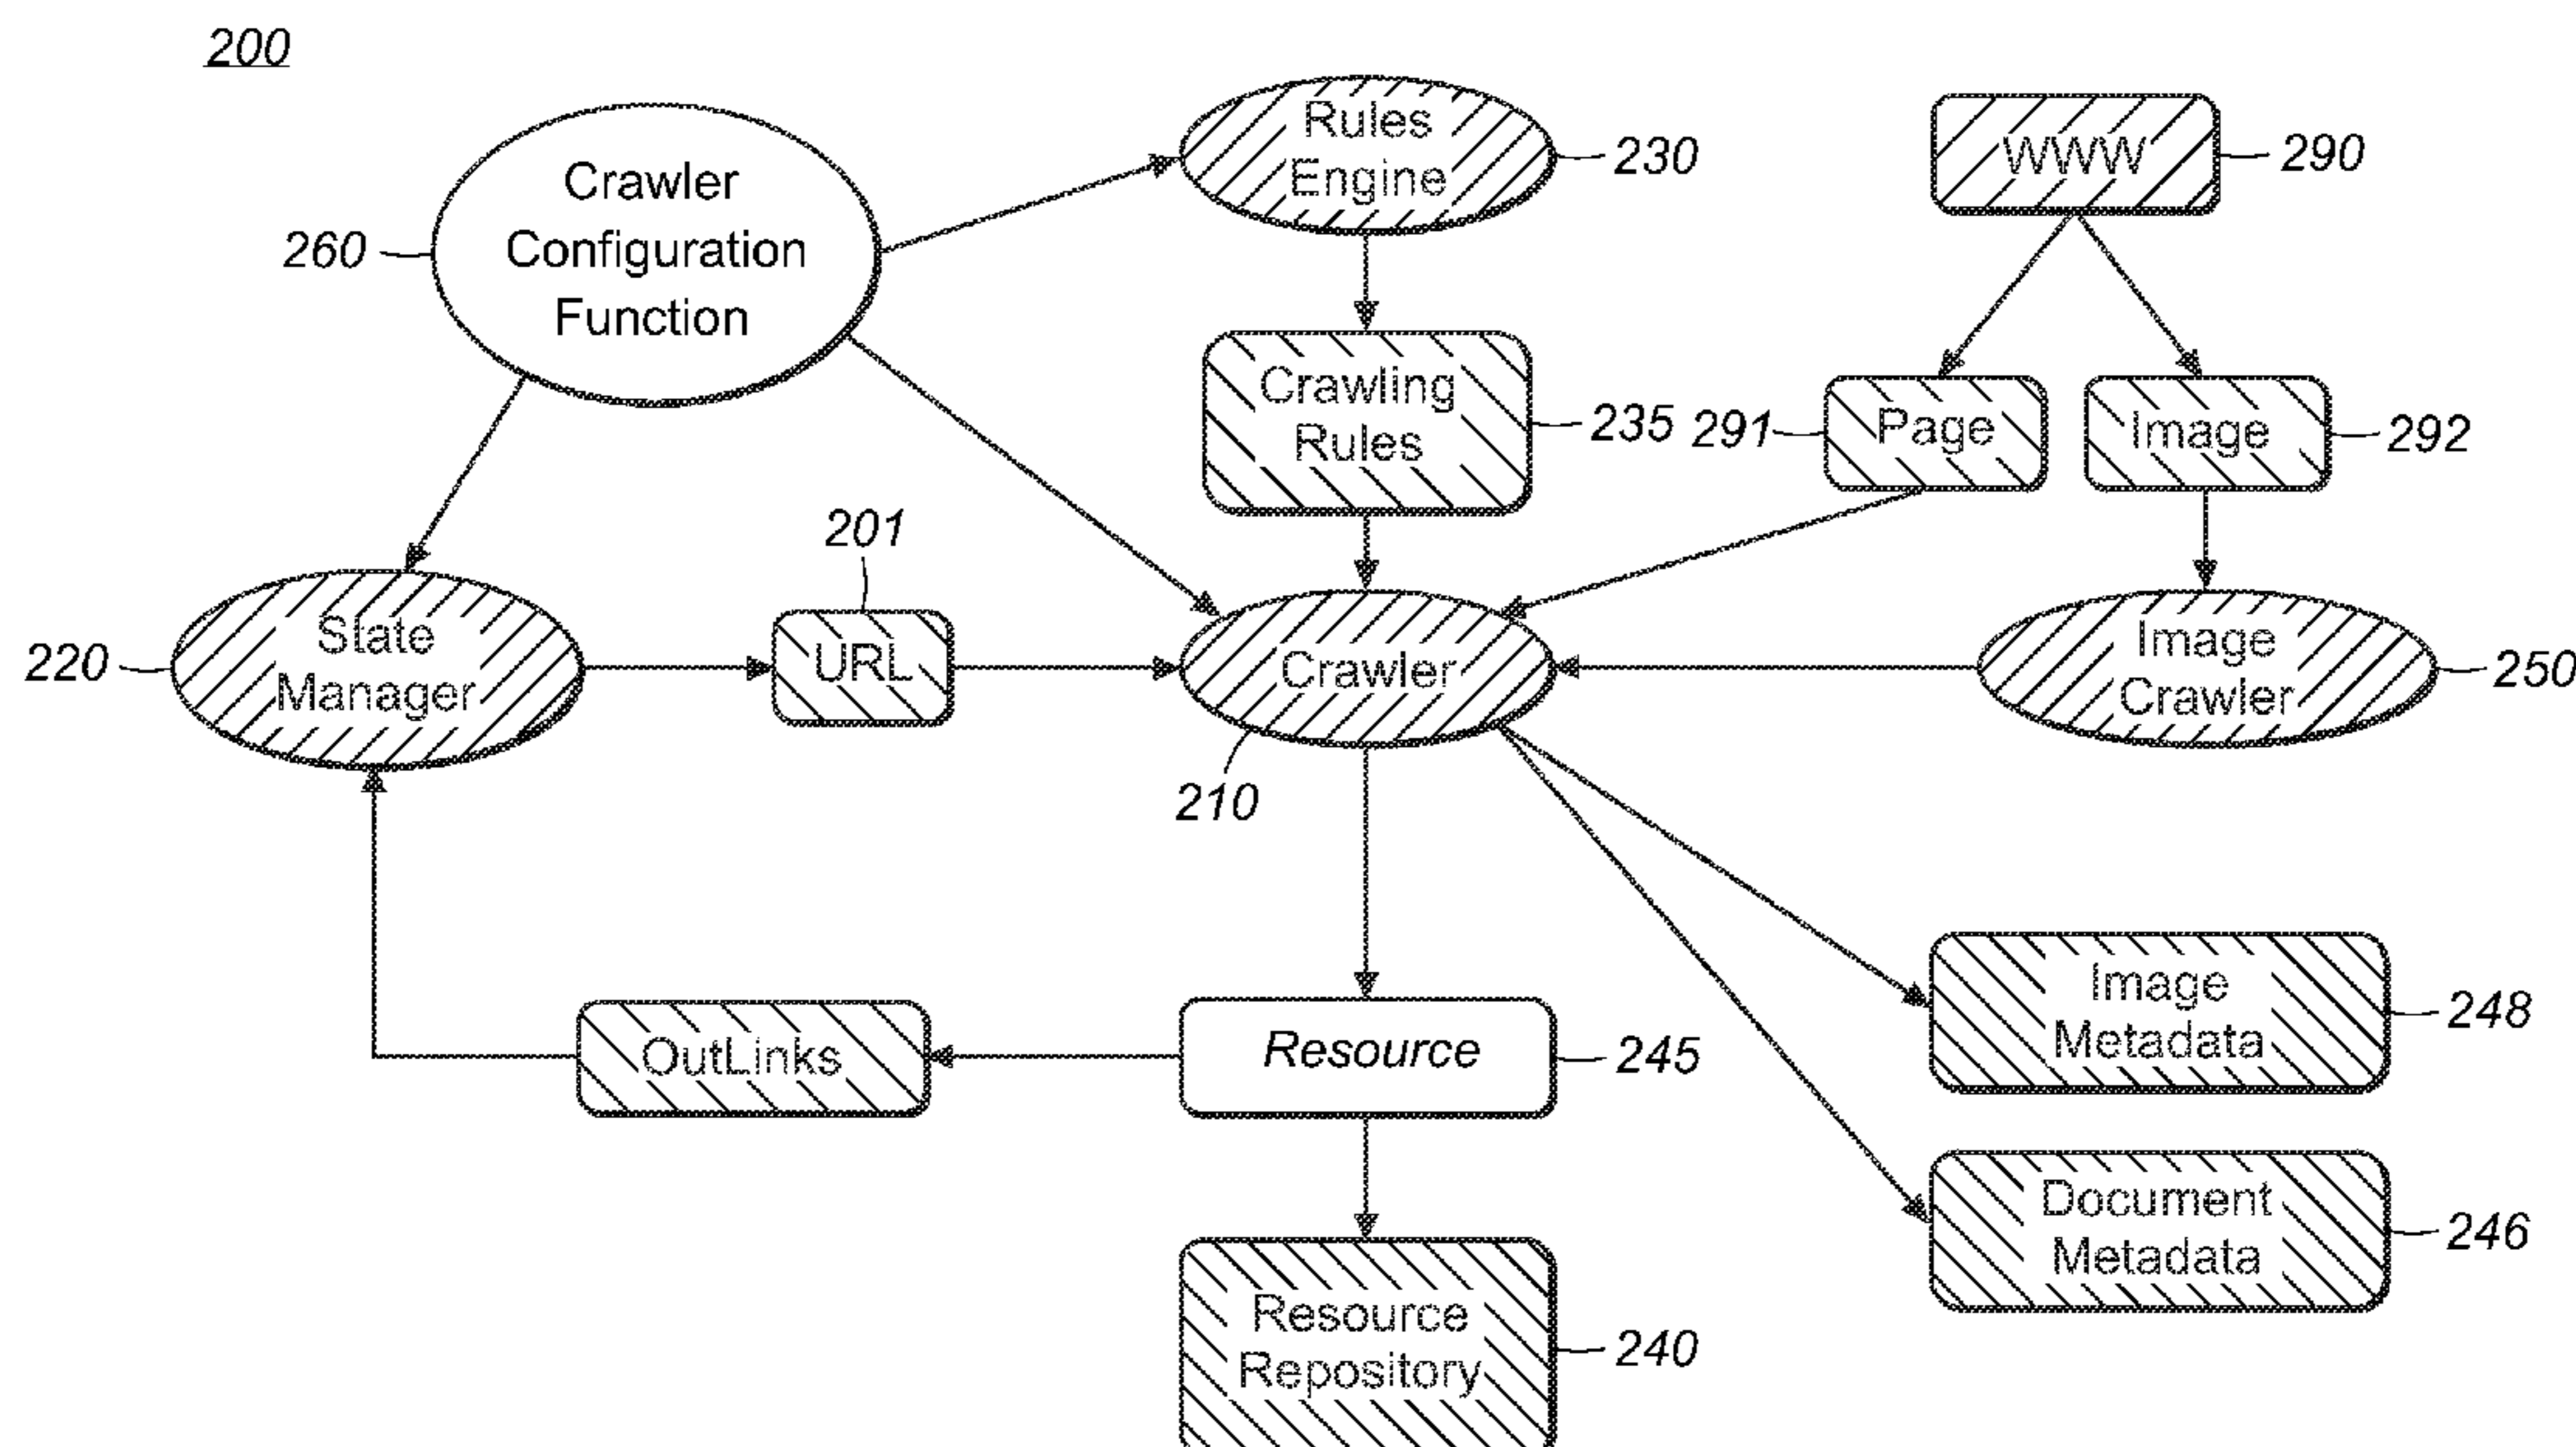 200
Crawler
Configuration
Function
260
Rules
Engine
230
WWW
290
Crawling
Rules
235
291
Page
Image
292
201
State
Manager
220
URL
Crawler
210
Image
Crawler
250
OutLinks
Resource
245
Image
Metadata
248
Document
Metadata
246
Resource
Repository
240